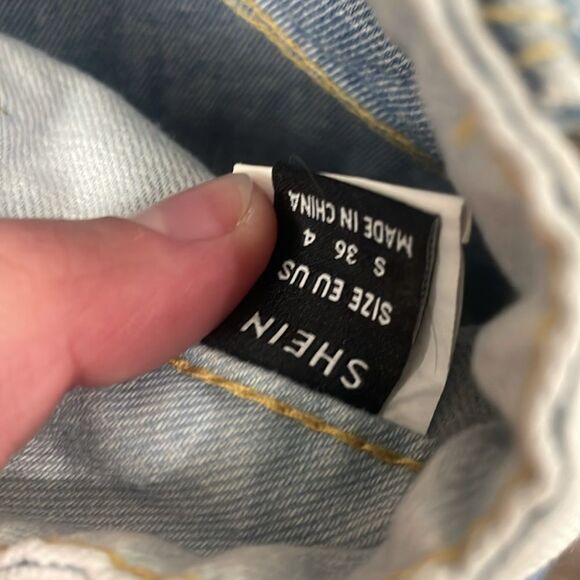 SHEIN
SIZE EU US
S 36 4
MADE IN CHINA